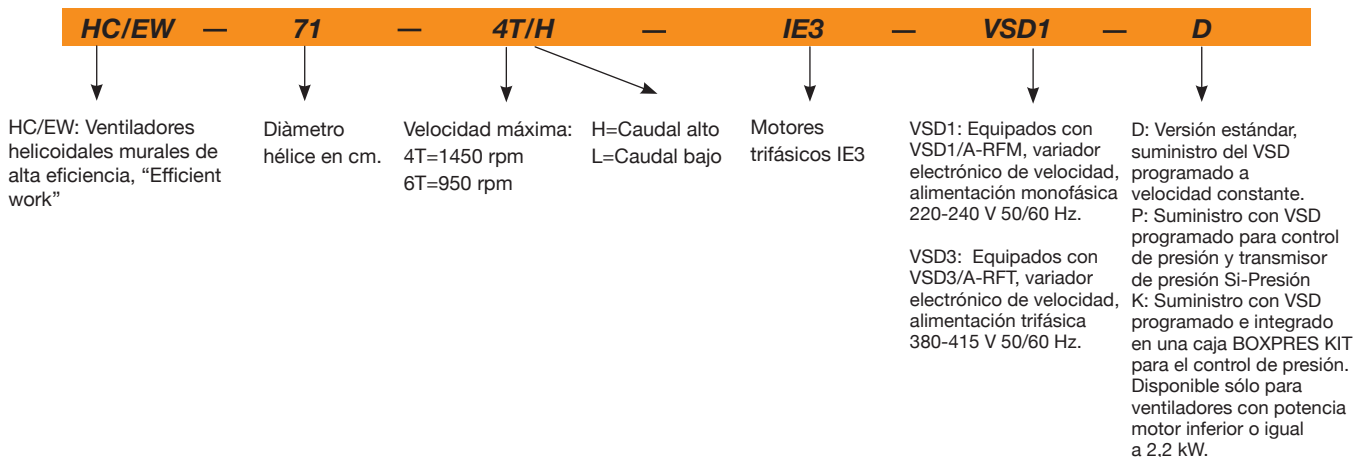 HC/EW — 71 — 4T/H — IE3 — VSD1 — D
HC/EW: Ventiladores
helicoidales murales de
alta eficiencia, “Efficient
work”
Diàmetro
hélice en cm.
Velocidad máxima:
4T=1450 rpm
6T=950 rpm
H=Caudal alto
L=Caudal bajo
Motores
trifásicos IE3
VSD1: Equipados con
VSD1/A-RFM, variador
electrónico de velocidad,
alimentación monofásica
220-240 V 50/60 Hz.
VSD3: Equipados con
VSD3/A-RFT, variador
electrónico de velocidad,
alimentación trifásica
380-415 V 50/60 Hz.
D: Versión estándar,
suministro del VSD
programado a
velocidad constante.
P: Suministro con VSD
programado para control
de presión y transmisor
de presión Si-Presión
K: Suministro con VSD
programado e integrado
en una caja BOXPRES KIT
para el control de presión.
Disponible sólo para
ventiladores con potencia
motor inferior o igual
a 2,2 kW.